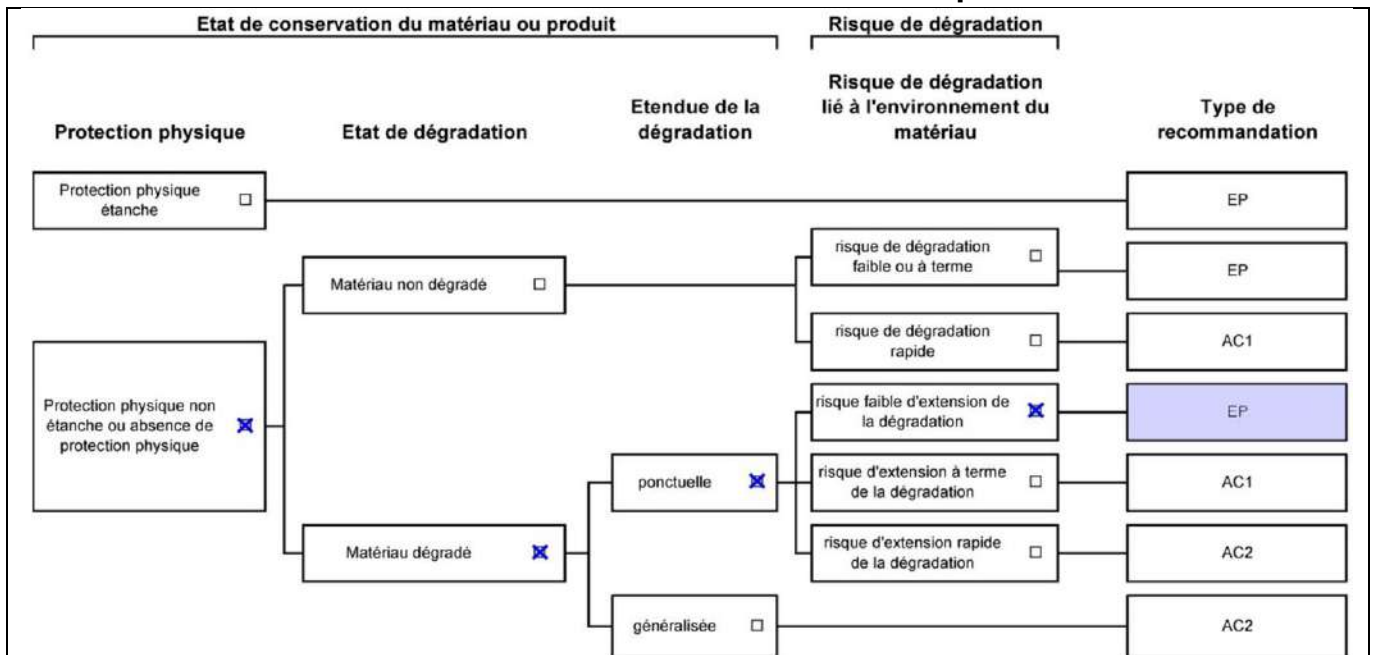 Etat de conservation du matériau ou produit
Risque de dégradation
Protection physique
Etat de dégradation
Etendue de la
dégradation
Risque de dégradation
lié à l'environnement du
matériau
Type de
recommandation
Protection physique
étanche
EP
risque de dégradation
faible ou à terme
EP
Matériau non dégradé
risque de dégradation
rapide
AC1
Protection physique non
étanche ou absence de
protection physique
risque faible d'extension de
la dégradation
EP
ponctuelle
risque d'extension à terme
de la dégradation
AC1
Matériau dégradé
risque d'extension rapide
de la dégradation
AC2
généralisée
AC2